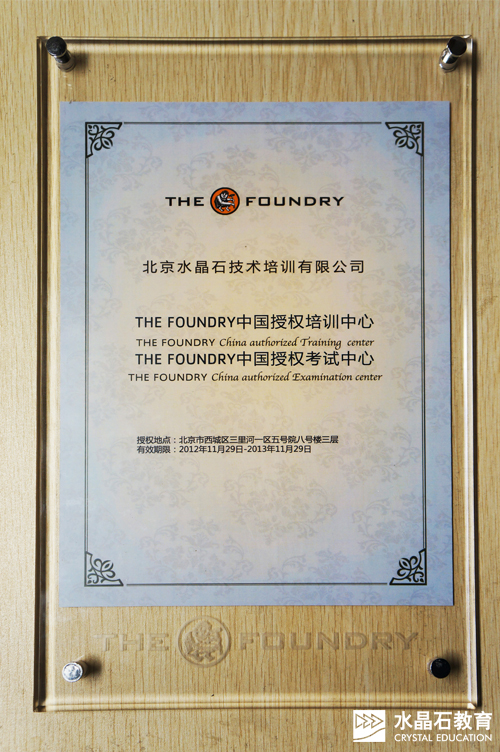 THE FOUNDRY
北京水晶石技术培训有限公司
THE FOUNDRY中国授权培训中心
THE FOUNDRY China authorized Training center
THE FOUNDRY中国授权考试中心
THE FOUNDRY China authorized Examination center
授权地点：北京市西城区三里河一区五号院八号楼三层
有效期限：2012年11月29日-2013年11月29日
THE FOUNDRY
水晶石教育
CRYSTAL EDUCATION